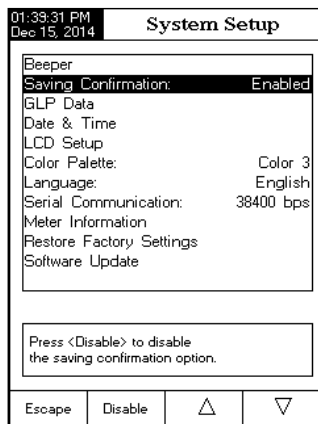 01:39:31 PM
Dec 15, 2014
System Setup
Beeper
Saving Confirmation: Enabled
GLP Data
Date & Time
LCD Setup
Color Palette: Color 3
Language: English
Serial Communication: 38400 bps
Meter Information
Restore Factory Settings
Software Update
Press <Disable> to disable
the saving confirmation option.
Escape Disable △ ▽